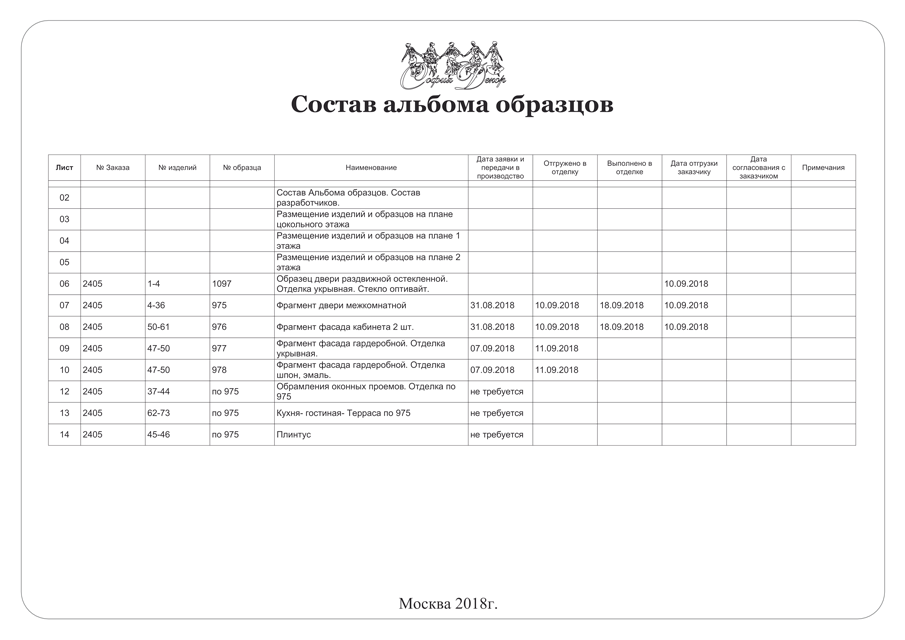 София Декор
Состав альбома образцов
Лист № Заказа № изделий № образца Наименование Дата заявки и передачи в производство Отгружено в отделку Выполнено в отделке Дата отгрузки заказчику Дата согласования с заказчиком Примечания
02 Состав Альбома образцов. Состав
разработчиков.
03 Размещение изделий и образцов на плане
цокольного этажа
04 Размещение изделий и образцов на плане 1
этажа
05 Размещение изделий и образцов на плане 2
этажа
06 2405 1-4 1097 Образец двери раздвижной остекленной. 10.09.2018
Отделка укрывная. Стекло оптивайт.
07 2405 4-36 975 Фрагмент двери межкомнатной 31.08.2018 10.09.2018 18.09.2018 10.09.2018
08 2405 50-61 976 Фрагмент фасада кабинета 2 шт. 31.08.2018 10.09.2018 18.09.2018 10.09.2018
09 2405 47-50 977 Фрагмент фасада гардеробной. Отделка 07.09.2018 11.09.2018
укрывная.
10 2405 47-50 978 Фрагмент фасада гардеробной. Отделка 07.09.2018 11.09.2018
шпон, эмаль.
12 2405 37-44 по 975 Обрамления оконных проемов. Отделка по не требуется
975
13 2405 62-73 по 975 Кухня- гостиная- Терраса по 975 не требуется
14 2405 45-46 по 975 Плинтус не требуется
Москва 2018г.